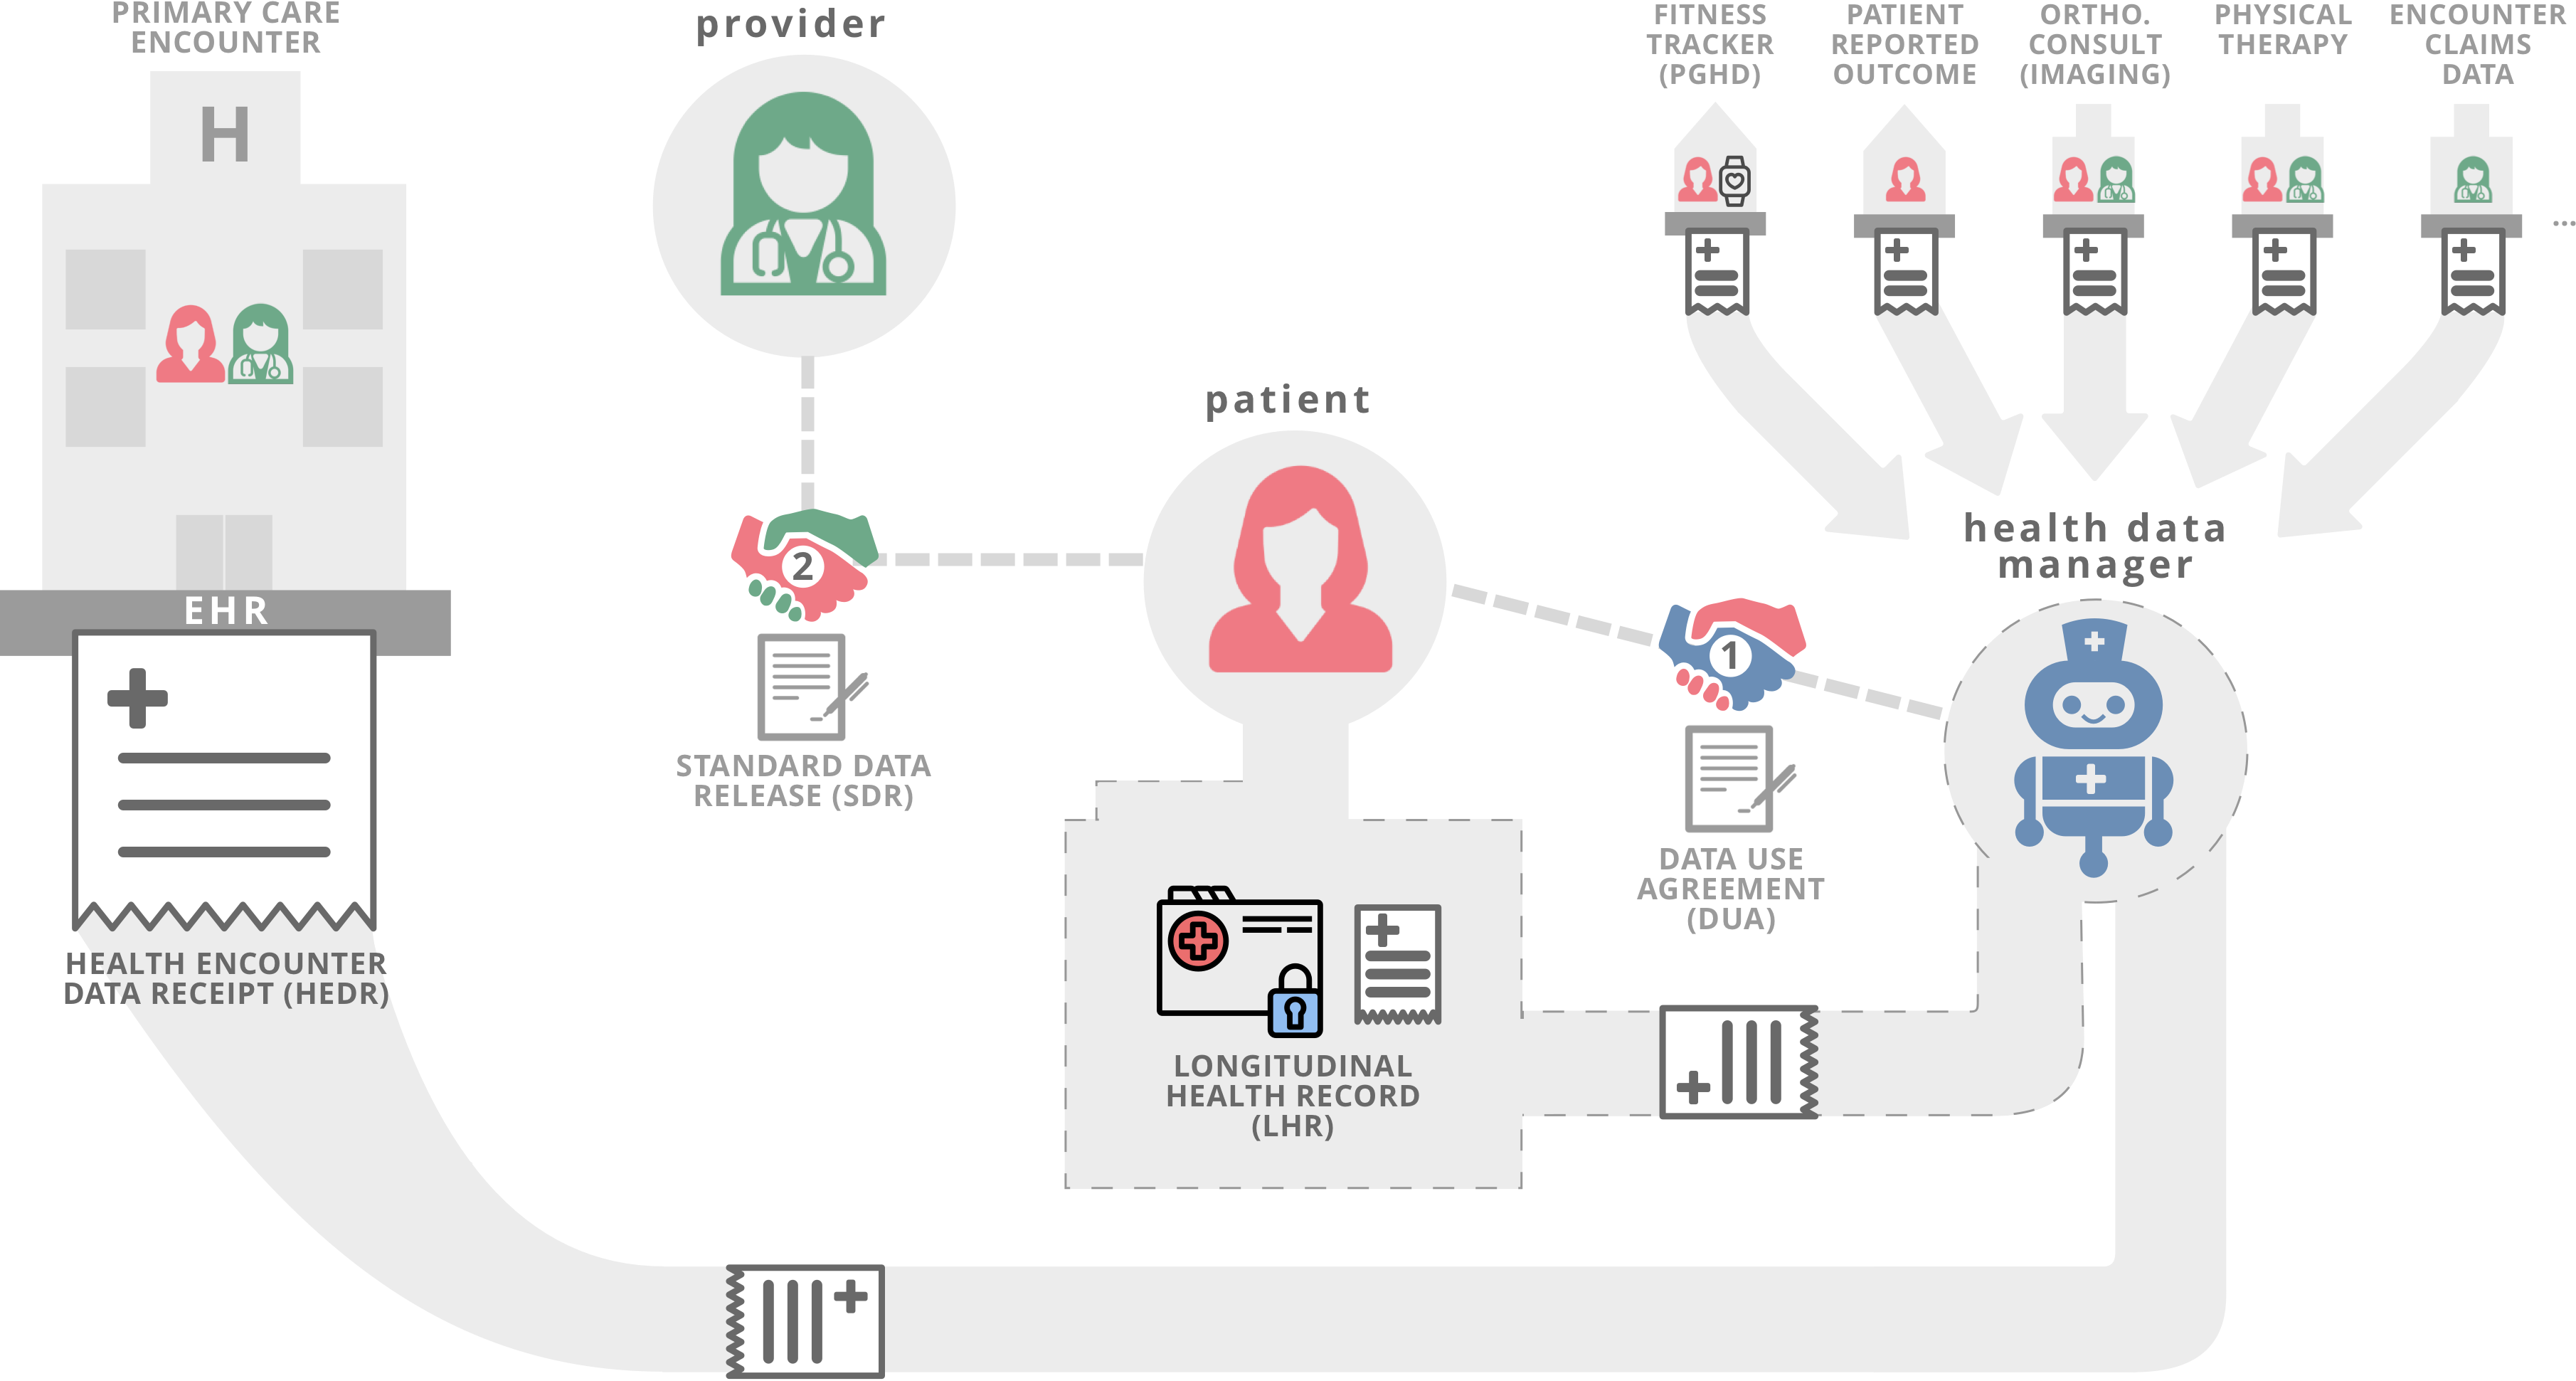 PRIMARY CARE
ENCOUNTER
H
EHR
HEALTH ENCOUNTER
DATA RECEIPT (HEDR)
provider
2
STANDARD DATA
RELEASE (SDR)
patient
LONGITUDINAL
HEALTH RECORD
(LHR)
1
DATA USE
AGREEMENT
(DUA)
FITNESS
TRACKER
(PGHD)
PATIENT
REPORTED
OUTCOME
ORTHO.
CONSULT
(IMAGING)
PHYSICAL
THERAPY
ENCOUNTER
CLAIMS
DATA
...
health data
manager